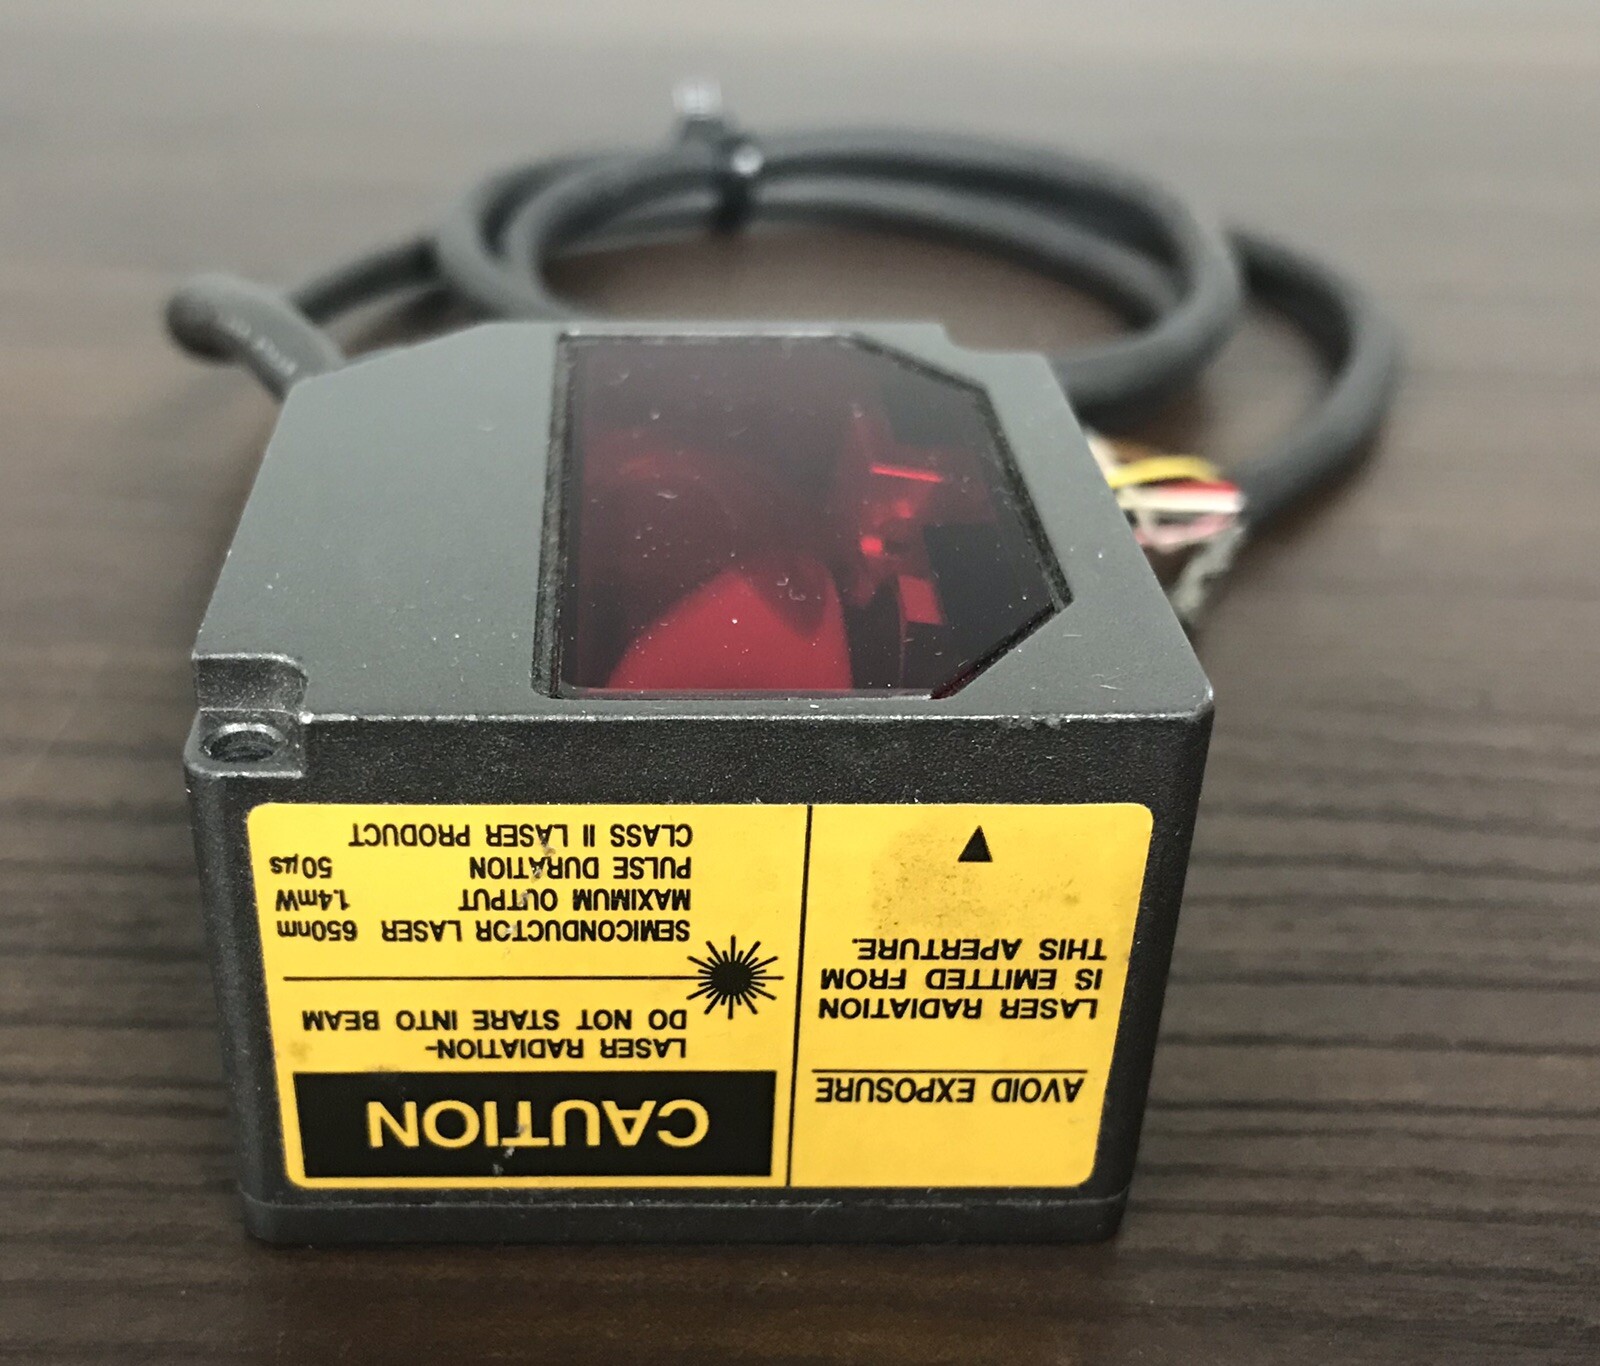 CAUTION
LASER RADIATION-
DO NOT STARE INTO BEAM
SEMICONDUCTOR LASER 650nm
MAXIMUM OUTPUT 1.4mW
PULSE DURATION 50μs
CLASS II LASER PRODUCT
AVOID EXPOSURE
LASER RADIATION
IS EMITTED FROM
THIS APERTURE.